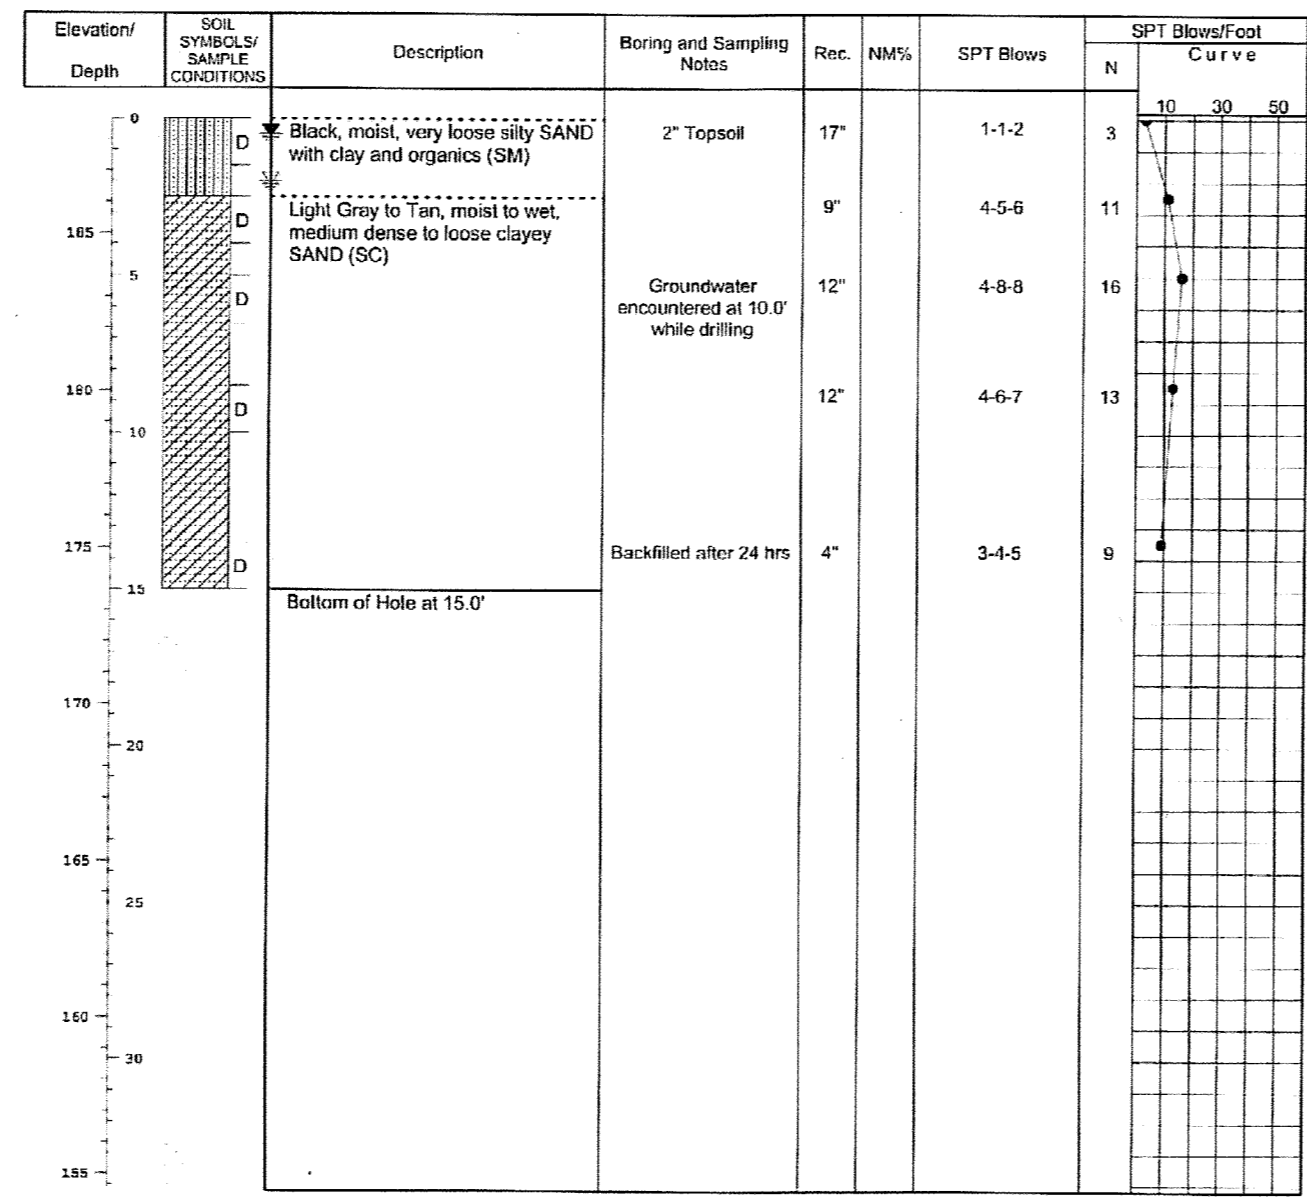 Elevation/
Depth
SOIL
SYMBOLS/
SAMPLE
CONDITIONS
Description
Boring and Sampling
Notes
Rec.
NM%
SPT Blows
SPT Blows/Foot
N
Curve
10 30 50
0
D
Black, moist, very loose silty SAND
with clay and organics (SM)
2" Topsoil
17"
1-1-2
3
185
D
Light Gray to Tan, moist to wet,
medium dense to loose clayey
SAND (SC)
9"
4-5-6
11
5
D
Groundwater
encountered at 10.0'
while drilling
12"
4-8-8
16
180
D
12"
4-6-7
13
10
175
D
Backfilled after 24 hrs
4"
3-4-5
9
15
Bottom of Hole at 15.0'
170
20
165
25
160
30
155